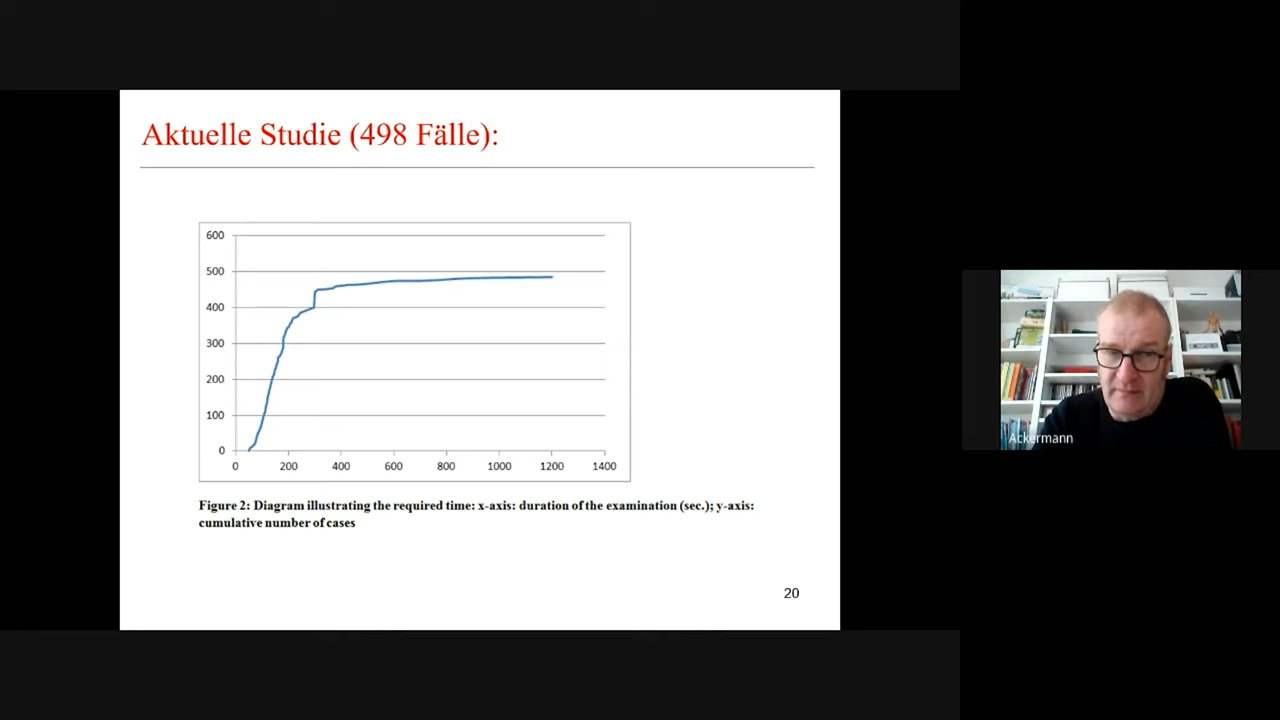 Aktuelle Studie (498 Fälle):
600
500
400
300
200
100
0
0 200 400 600 800 1000 1200 1400
Figure 2: Diagram illustrating the required time: x-axis: duration of the examination (sec.); y-axis:
cumulative number of cases
20
Ackermann